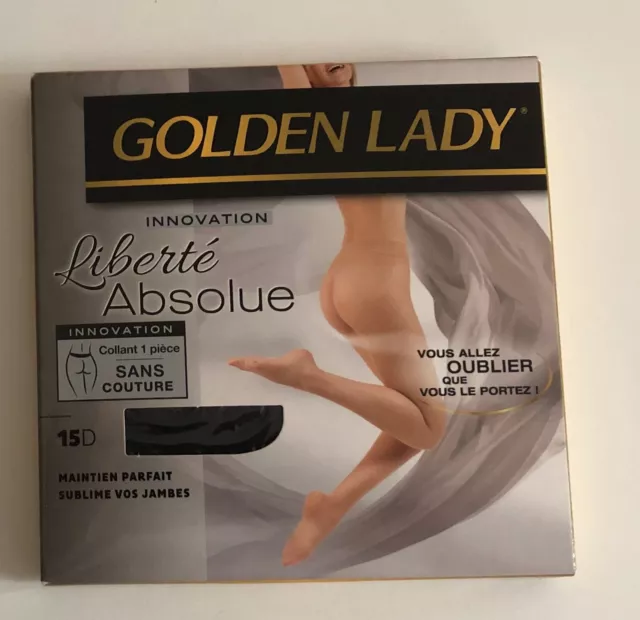 GOLDEN LADY®
INNOVATION
Liberté
Absolue
INNOVATION
Collant 1 pièce
SANS
COUTURE
VOUS ALLEZ
OUBLIER
QUE
VOUS LE PORTEZ !
15D
MAINTIEN PARFAIT
SUBLIME VOS JAMBES